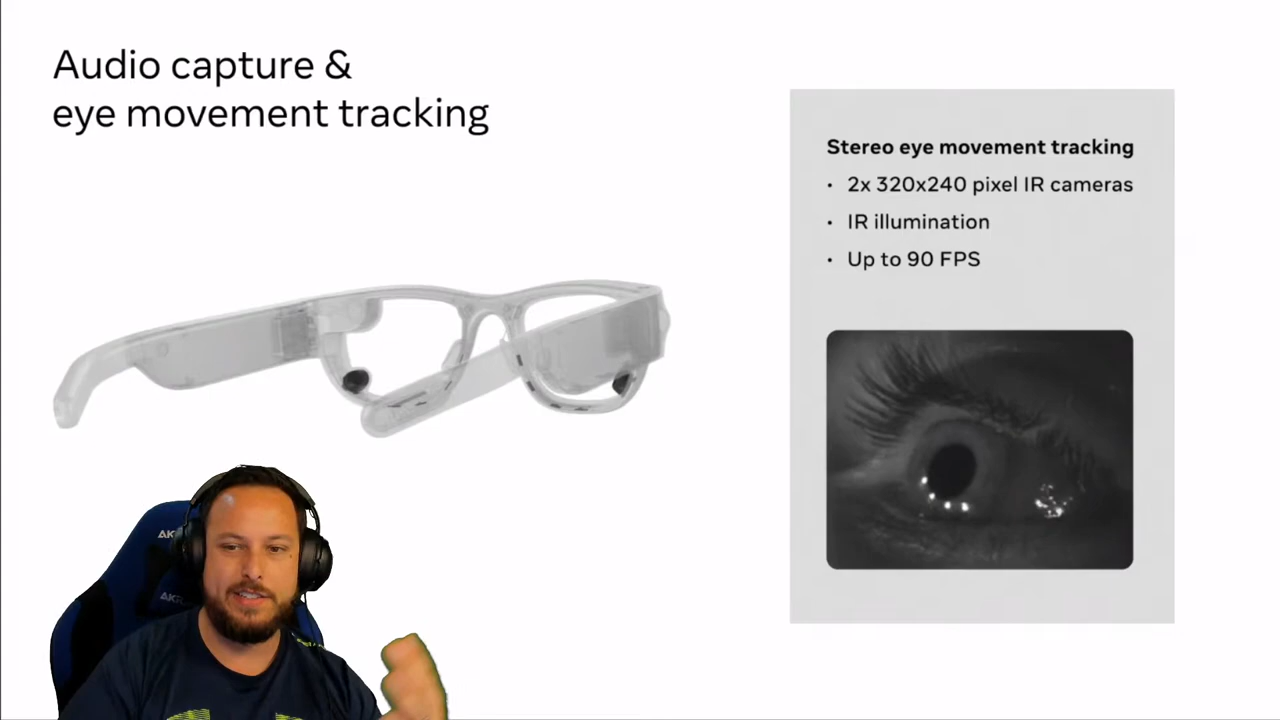 Audio capture &
eye movement tracking
Stereo eye movement tracking
• 2x 320x240 pixel IR cameras
• IR illumination
• Up to 90 FPS